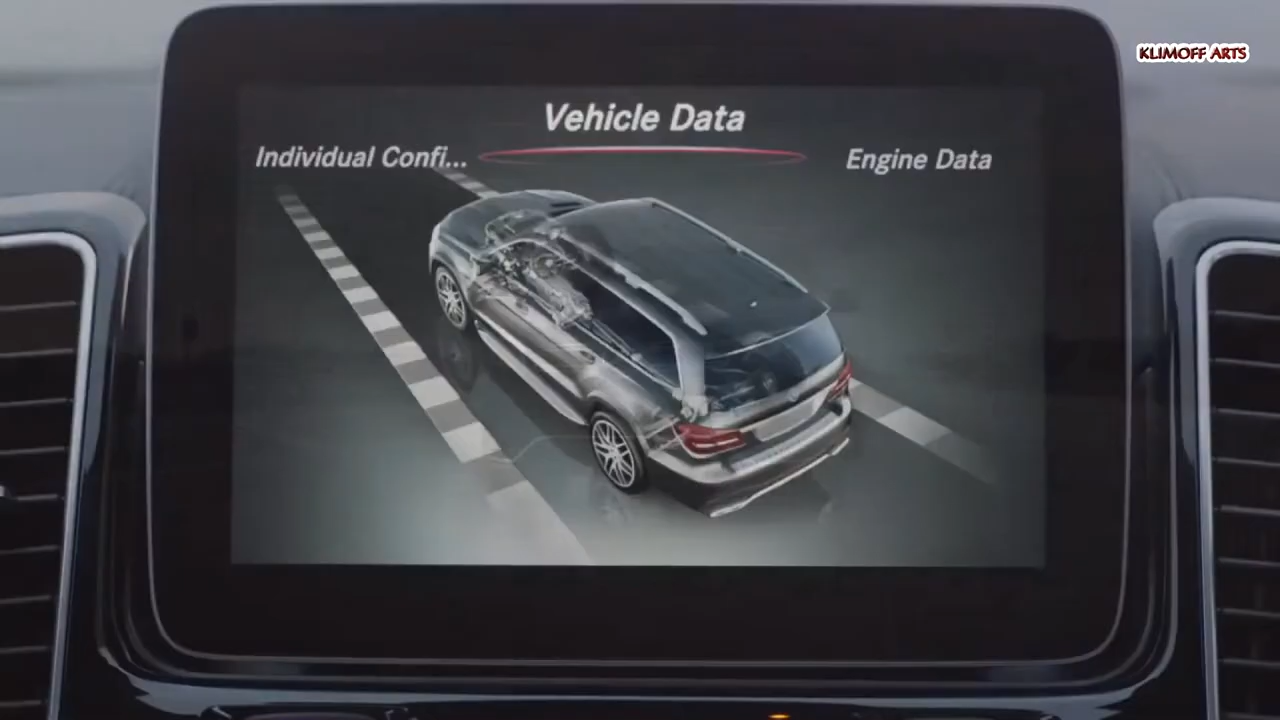 KLIMOFF ARTS
Vehicle Data
Individual Confi...
Engine Data